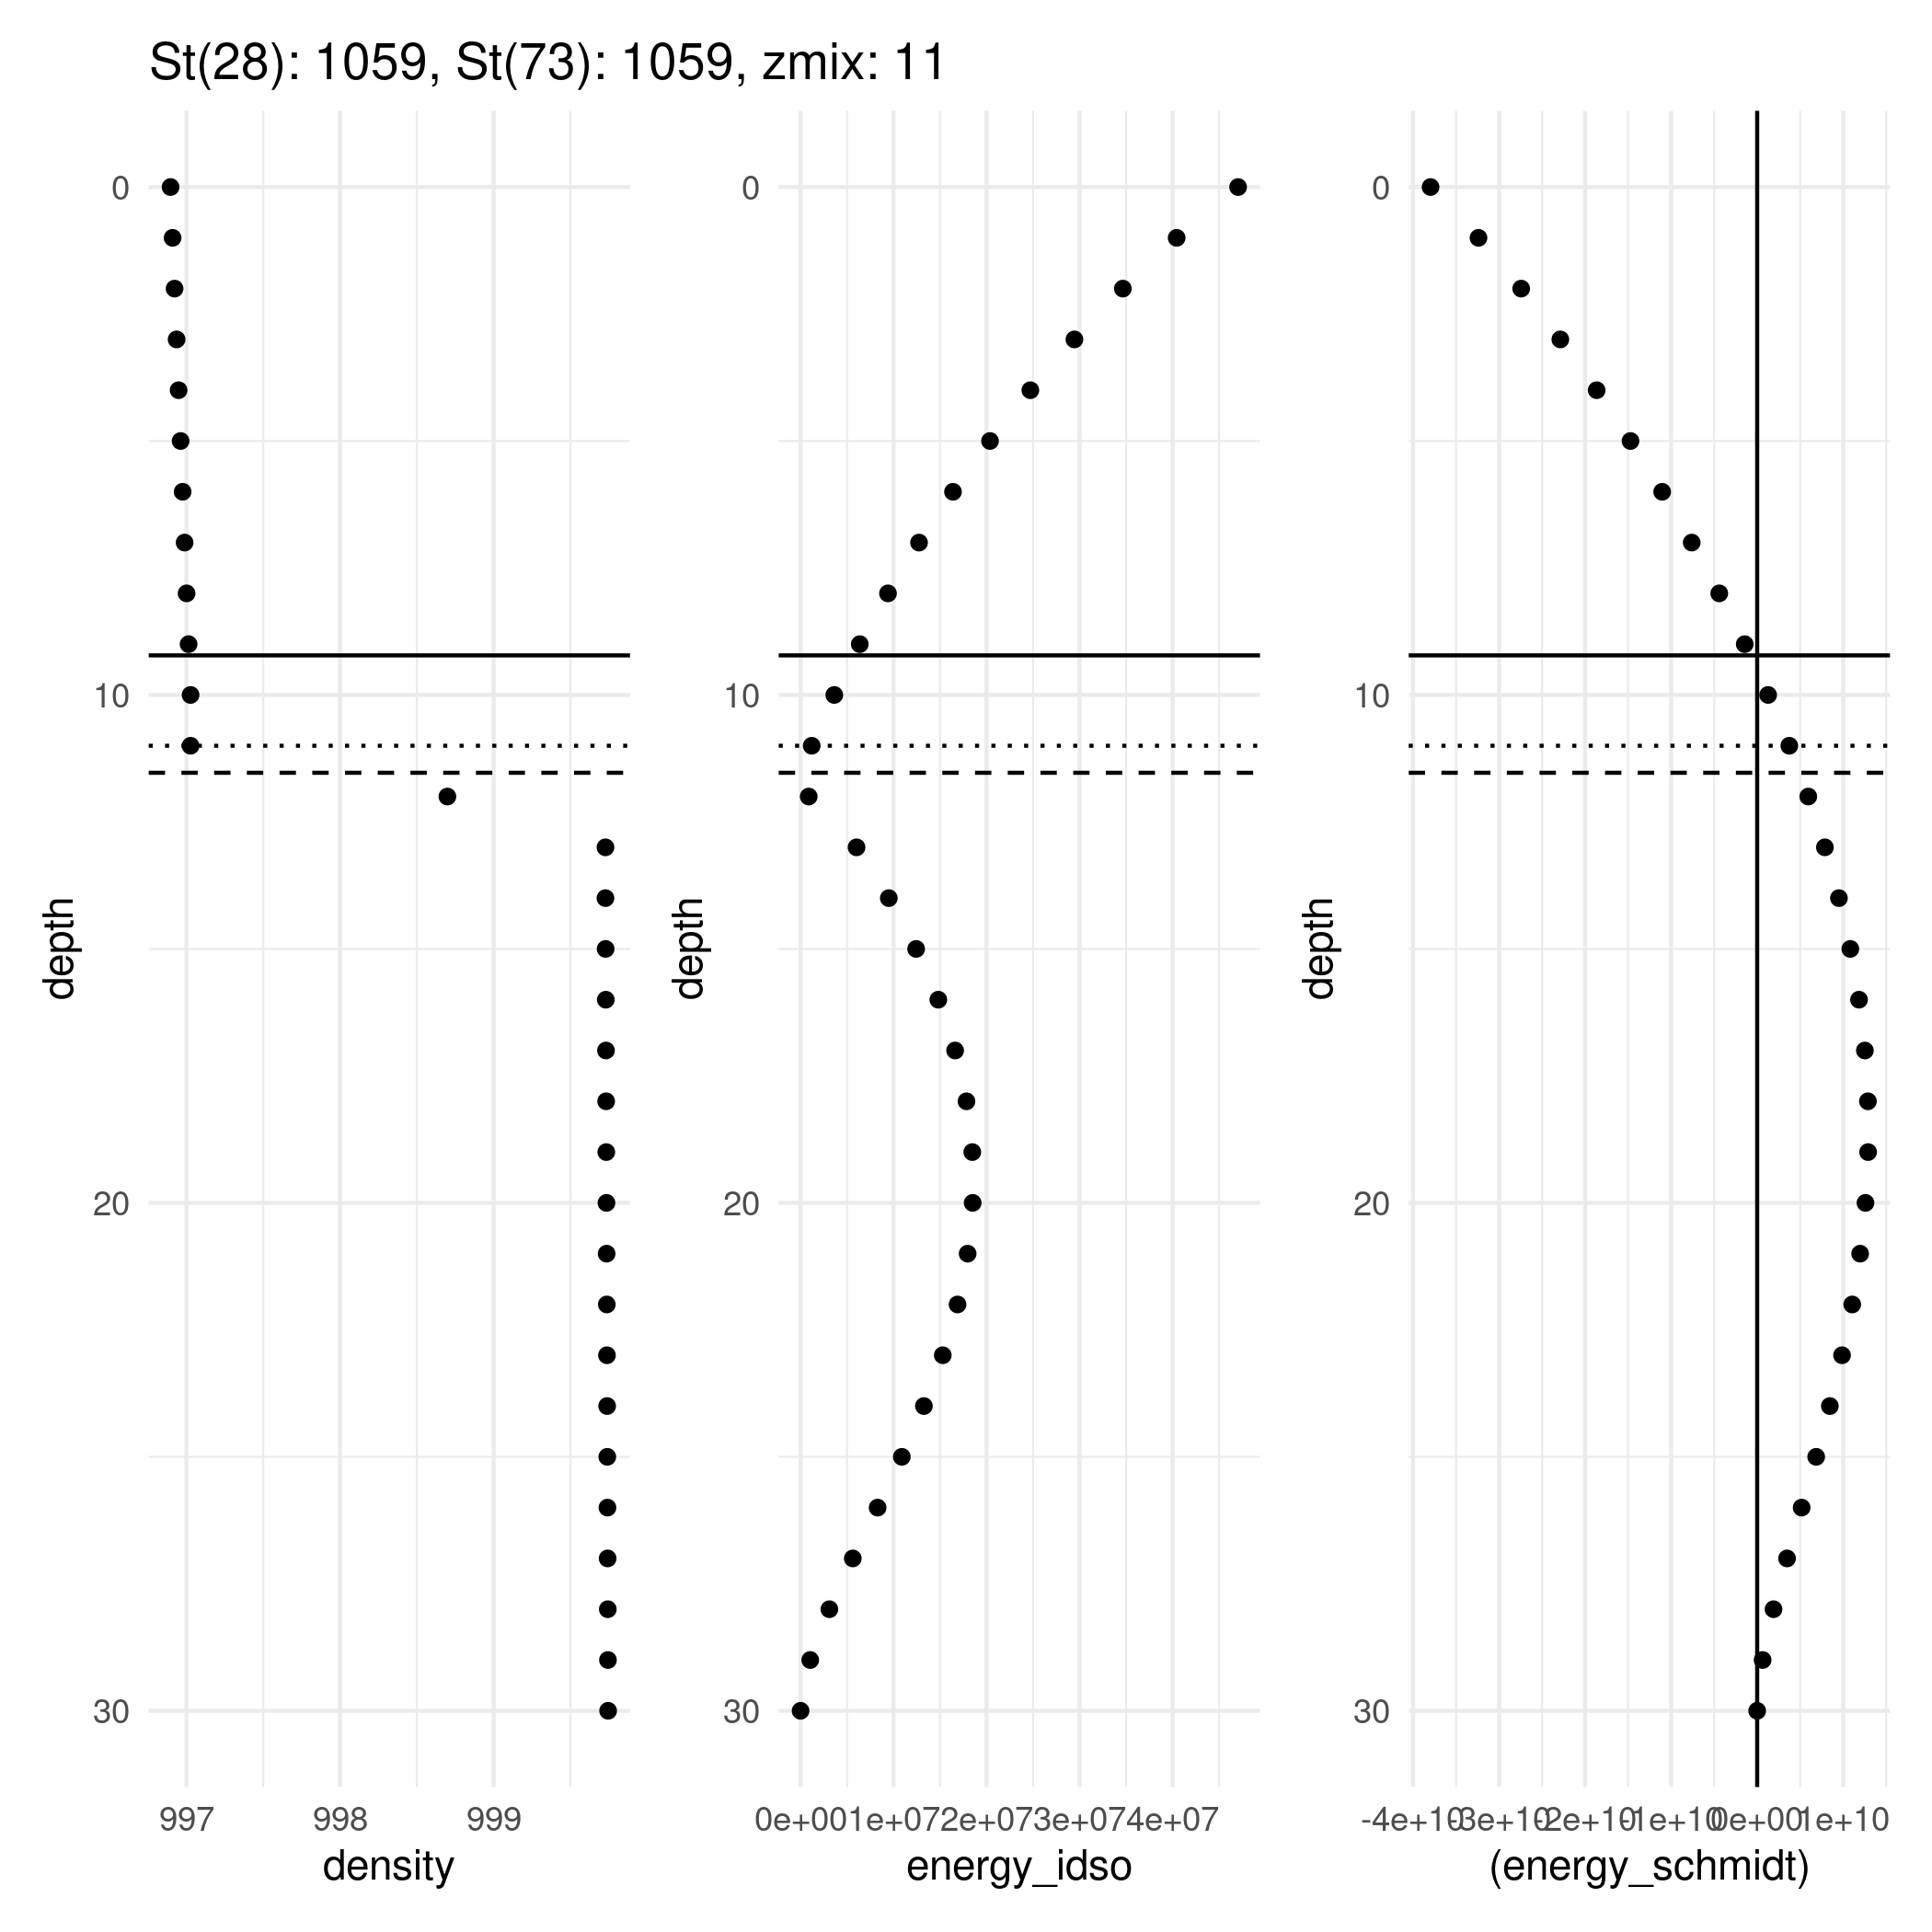 St(28): 1059, St(73): 1059, zmix: 11
0
10
20
30
depth
997 998 999
density
0
10
20
30
depth
0e+00 1e+07 2e+07 3e+07 4e+07
energy_idso
0
10
20
30
depth
-4e+10 -3e+10 -2e+10 -1e+10 0e+00 1e+10
(energy_schmidt)